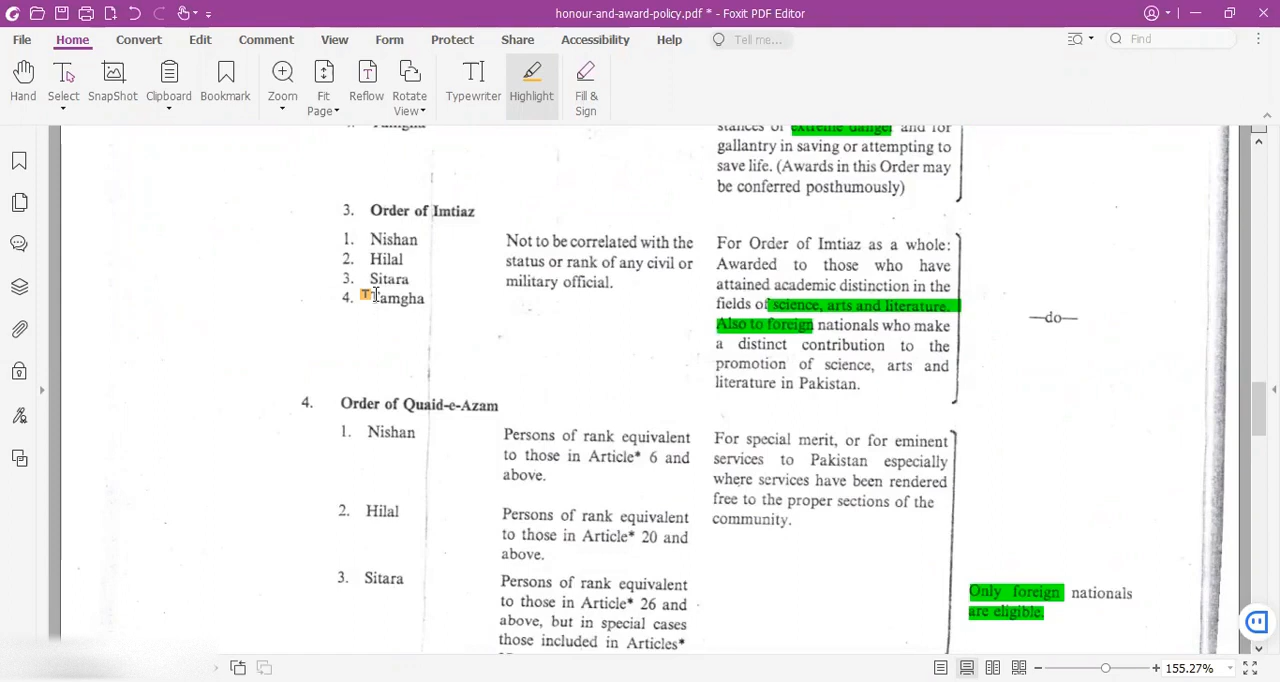 honour-and-award-policy.pdf * - Foxit PDF Editor
File Home Convert Edit Comment View Form Protect Share Accessibility Help Tell me... Find
Hand Select SnapShot Clipboard Bookmark Zoom Fit Page Reflow Rotate View Typewriter Highlight Fill & Sign
stances of extreme danger and for
gallantry in saving or attempting to
save life. (Awards in this Order may
be conferred posthumously)
3. Order of Imtiaz
1. Nishan
2. Hilal
3. Sitara
4. Tamgha
Not to be correlated with the
status or rank of any civil or
military official.
For Order of Imtiaz as a whole:
Awarded to those who have
attained academic distinction in the
fields of science, arts and literature.
Also to foreign nationals who make
a distinct contribution to the
promotion of science, arts and
literature in Pakistan.
—do—
4. Order of Quaid-e-Azam
1. Nishan
Persons of rank equivalent
to those in Article* 6 and
above.
For special merit, or for eminent
services to Pakistan especially
where services have been rendered
free to the proper sections of the
community.
2. Hilal
Persons of rank equivalent
to those in Article* 20 and
above.
3. Sitara
Persons of rank equivalent
to those in Article* 26 and
above, but in special cases
those included in Articles*
Only foreign nationals
are eligible.
155.27%